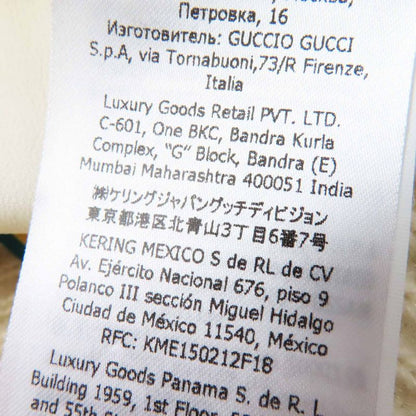 Петровка, 16
Изготовитель: GUCCIO GUCCI
S.p.A, via Tornabuoni,73/R Firenze,
Italia
Luxury Goods Retail PVT. LTD.
C-601, One BKC, Bandra Kurla
Complex, “G” Block, Bandra (E)
Mumbai Maharashtra 400051 India
㈱ケリングジャパングッチディビジョン
東京都港区北青山3丁目6番7号
KERING MEXICO S de RL de CV
Av. Ejército Nacional 676, piso 9
Polanco III sección Miguel Hidalgo
Ciudad de México 11540, México
RFC: KME150212F18
Luxury Goods Panama S. de R. L.
Building 1959, 1st Floor,
and 55th